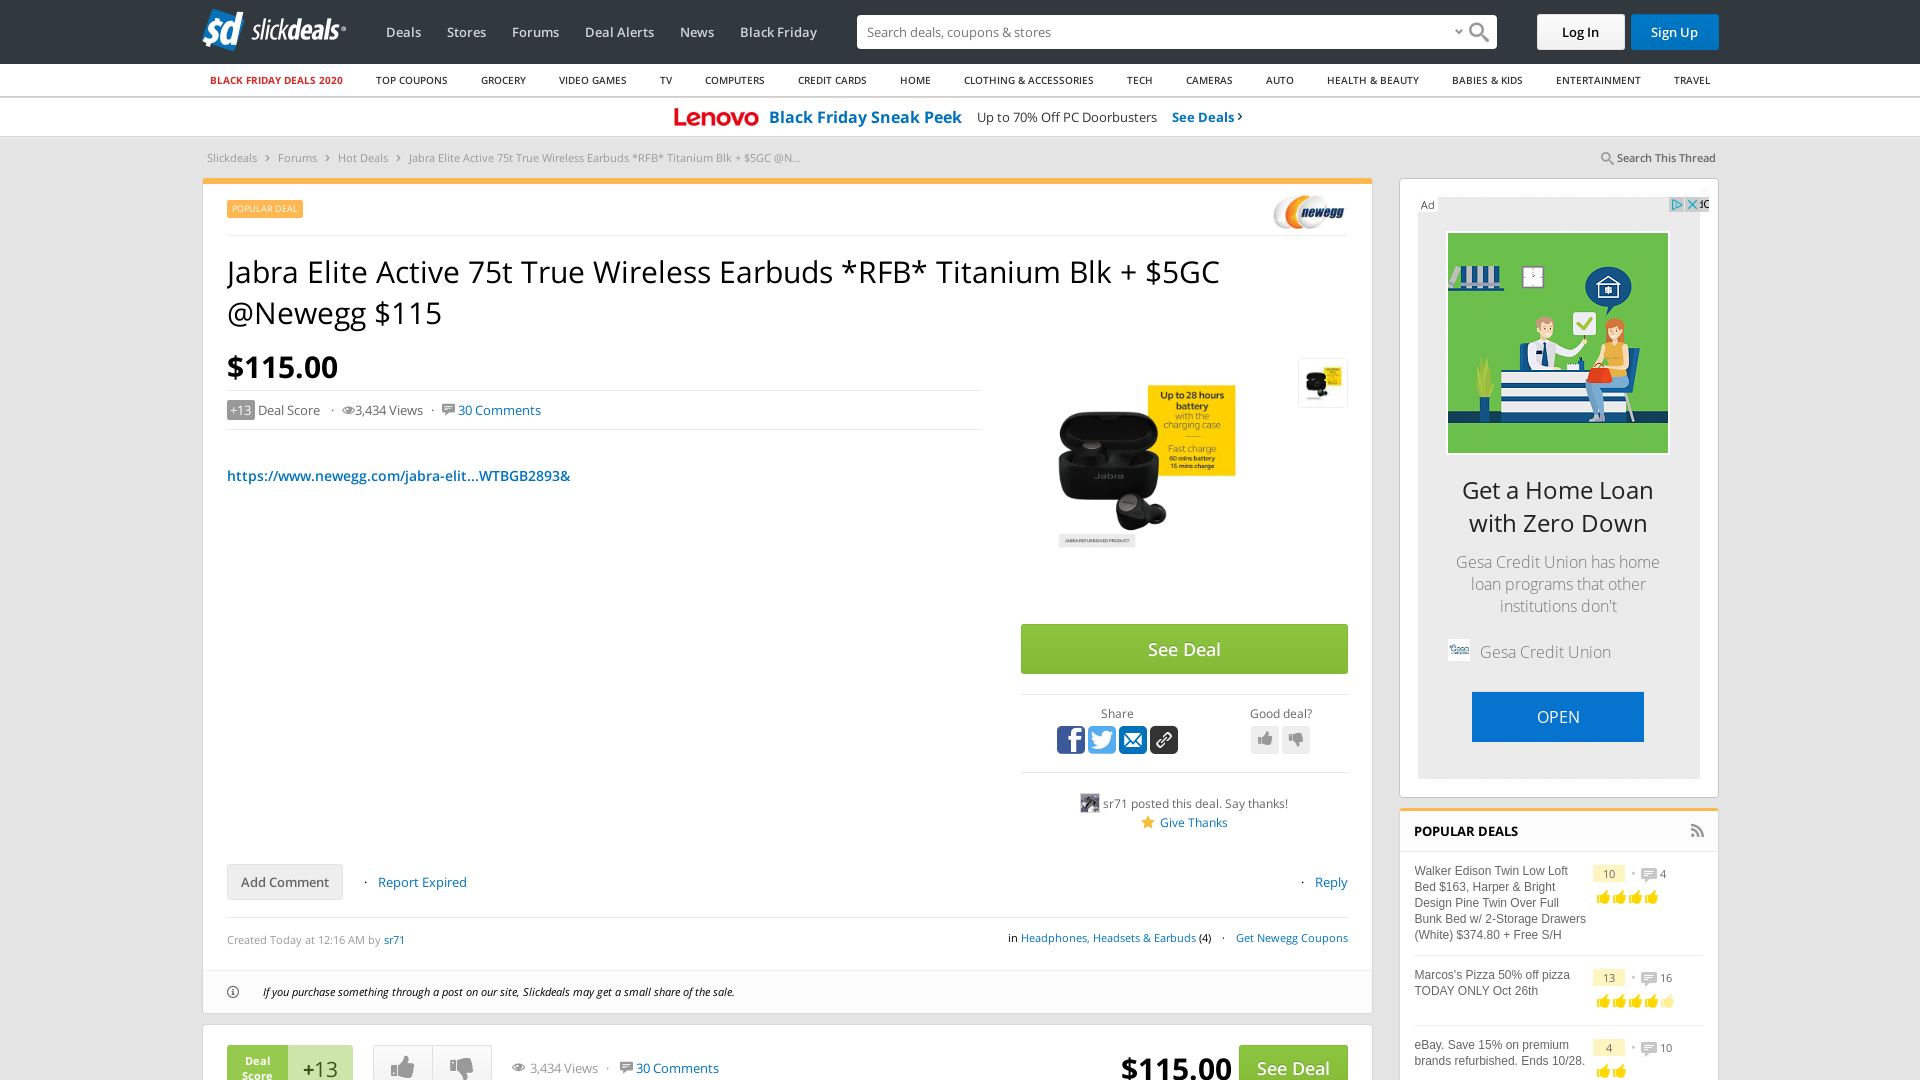 sd slickdeals
Deals
Stores
Forums
Deal Alerts
News
Black Friday
Search deals, coupons & stores
Log In
Sign Up
BLACK FRIDAY DEALS 2020
TOP COUPONS
GROCERY
VIDEO GAMES
TV
COMPUTERS
CREDIT CARDS
HOME
CLOTHING & ACCESSORIES
TECH
CAMERAS
AUTO
HEALTH & BEAUTY
BABIES & KIDS
ENTERTAINMENT
TRAVEL
Lenovo Black Friday Sneak Peek Up to 70% Off PC Doorbusters See Deals ›
Slickdeals › Forums › Hot Deals › Jabra Elite Active 75t True Wireless Earbuds *RFB* Titanium Blk + $5GC @N...
Search This Thread
POPULAR DEAL
newegg
Jabra Elite Active 75t True Wireless Earbuds *RFB* Titanium Blk + $5GC
@Newegg $115
$115.00
+13 Deal Score · 3,434 Views · 30 Comments
https://www.newegg.com/jabra-elit...WTBGB2893&
Up to 28 hours
battery
with the
charging case
Fast charge
60 mins battery
15 mins charge
Jabra
JABRA REFURBISHED PRODUCT
See Deal
Share
Good deal?
sr71 posted this deal. Say thanks!
Give Thanks
Add Comment
· Report Expired
· Reply
Created Today at 12:16 AM by sr71
in Headphones, Headsets & Earbuds (4) · Get Newegg Coupons
If you purchase something through a post on our site, Slickdeals may get a small share of the sale.
Deal
Score
+13
3,434 Views · 30 Comments
$115.00
See Deal
Ad
Get a Home Loan
with Zero Down
Gesa Credit Union has home
loan programs that other
institutions don't
Gesa Credit Union
OPEN
POPULAR DEALS
Walker Edison Twin Low Loft
Bed $163, Harper & Bright
Design Pine Twin Over Full
Bunk Bed w/ 2-Storage Drawers
(White) $374.80 + Free S/H
10 • 4
Marcos's Pizza 50% off pizza
TODAY ONLY Oct 26th
13 • 16
eBay. Save 15% on premium
brands refurbished. Ends 10/28.
4 • 10